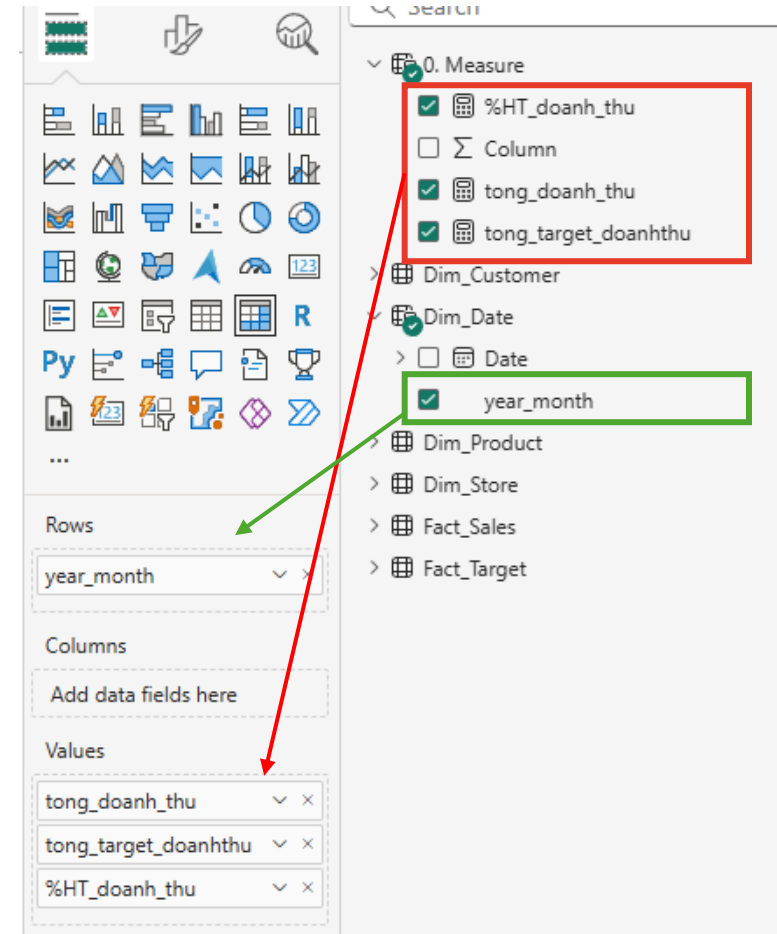 Search
0. Measure
%HT_doanh_thu
Column
tong_doanh_thu
tong_target_doanhthu
Dim_Customer
Dim_Date
Date
year_month
Dim_Product
Dim_Store
Fact_Sales
Fact_Target
123
R
Py
123
...
Rows
year_month
Columns
Add data fields here
Values
tong_doanh_thu
tong_target_doanhthu
%HT_doanh_thu